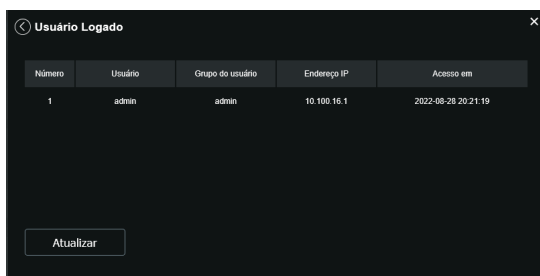 Usuário Logado
Número Usuário Grupo do usuário Endereço IP Acesso em
1 admin admin 10.100.16.1 2022-08-28 20:21:19
Atualizar